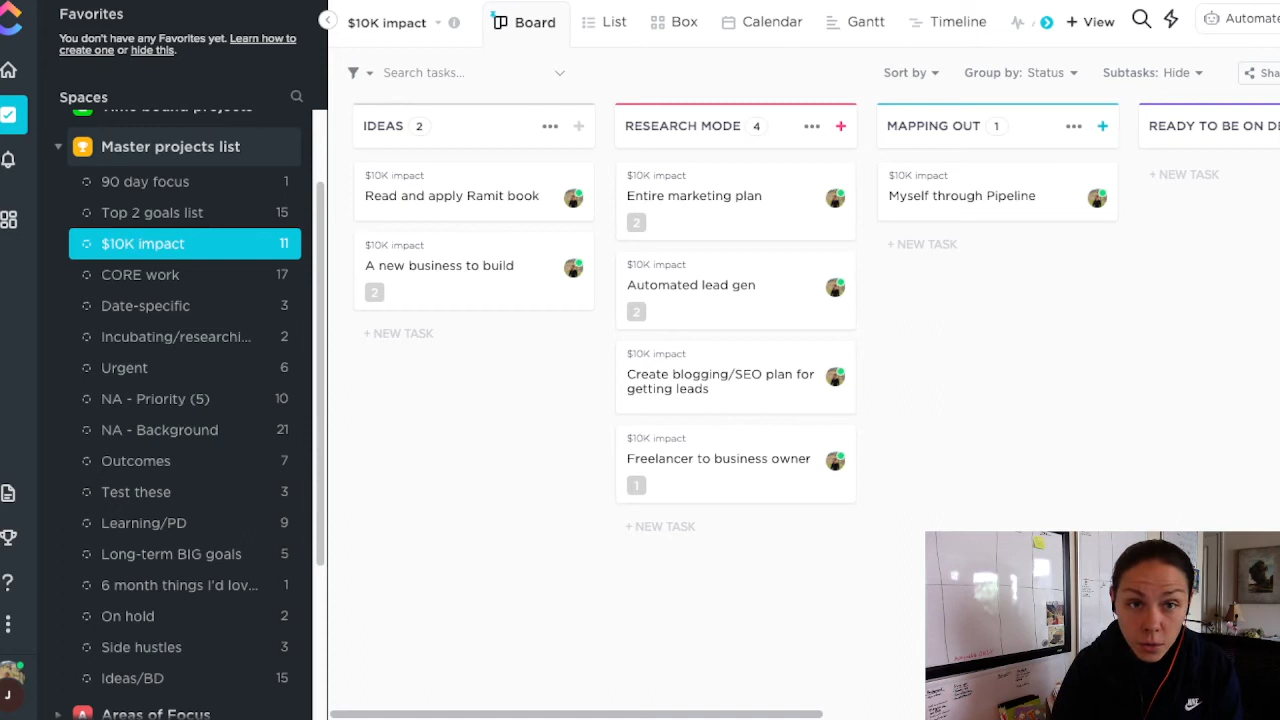 Favorites
You don't have any Favorites yet. Learn how to
create one or hide this.
Spaces
Master projects list
90 day focus 1
Top 2 goals list 15
$10K impact 11
CORE work 17
Date-specific 3
Incubating/researchi... 2
Urgent 6
NA - Priority (5) 10
NA - Background 21
Outcomes 7
Test these 3
Learning/PD 9
Long-term BIG goals 5
6 month things I'd lov... 1
On hold 2
Side hustles 3
Ideas/BD 15
Areas of Focus
J
$10K impact
Board
List
Box
Calendar
Gantt
Timeline
+ View
Automate
Search tasks...
Sort by
Group by: Status
Subtasks: Hide
Sha
IDEAS 2
$10K impact
Read and apply Ramit book
$10K impact
A new business to build
2
+ NEW TASK
RESEARCH MODE 4
$10K impact
Entire marketing plan
2
$10K impact
Automated lead gen
2
$10K impact
Create blogging/SEO plan for
getting leads
$10K impact
Freelancer to business owner
1
+ NEW TASK
MAPPING OUT 1
$10K impact
Myself through Pipeline
+ NEW TASK
READY TO BE ON DE
+ NEW TASK